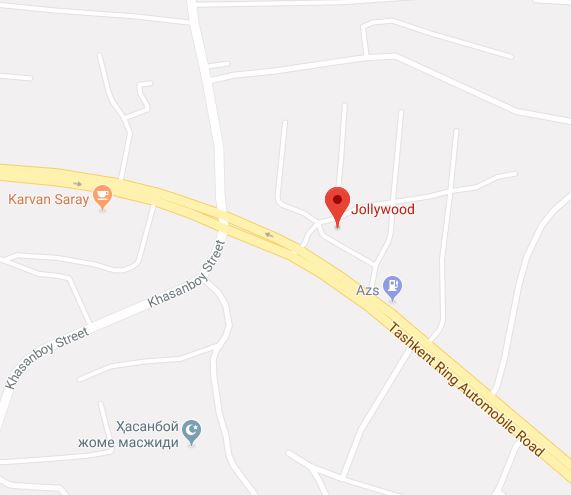 Karvan Saray
Jollywood
Khasanboy Street
Azs
Khasanboy Street
Tashkent Ring Automobile Road
Ҳасанбой
жоме масжиди